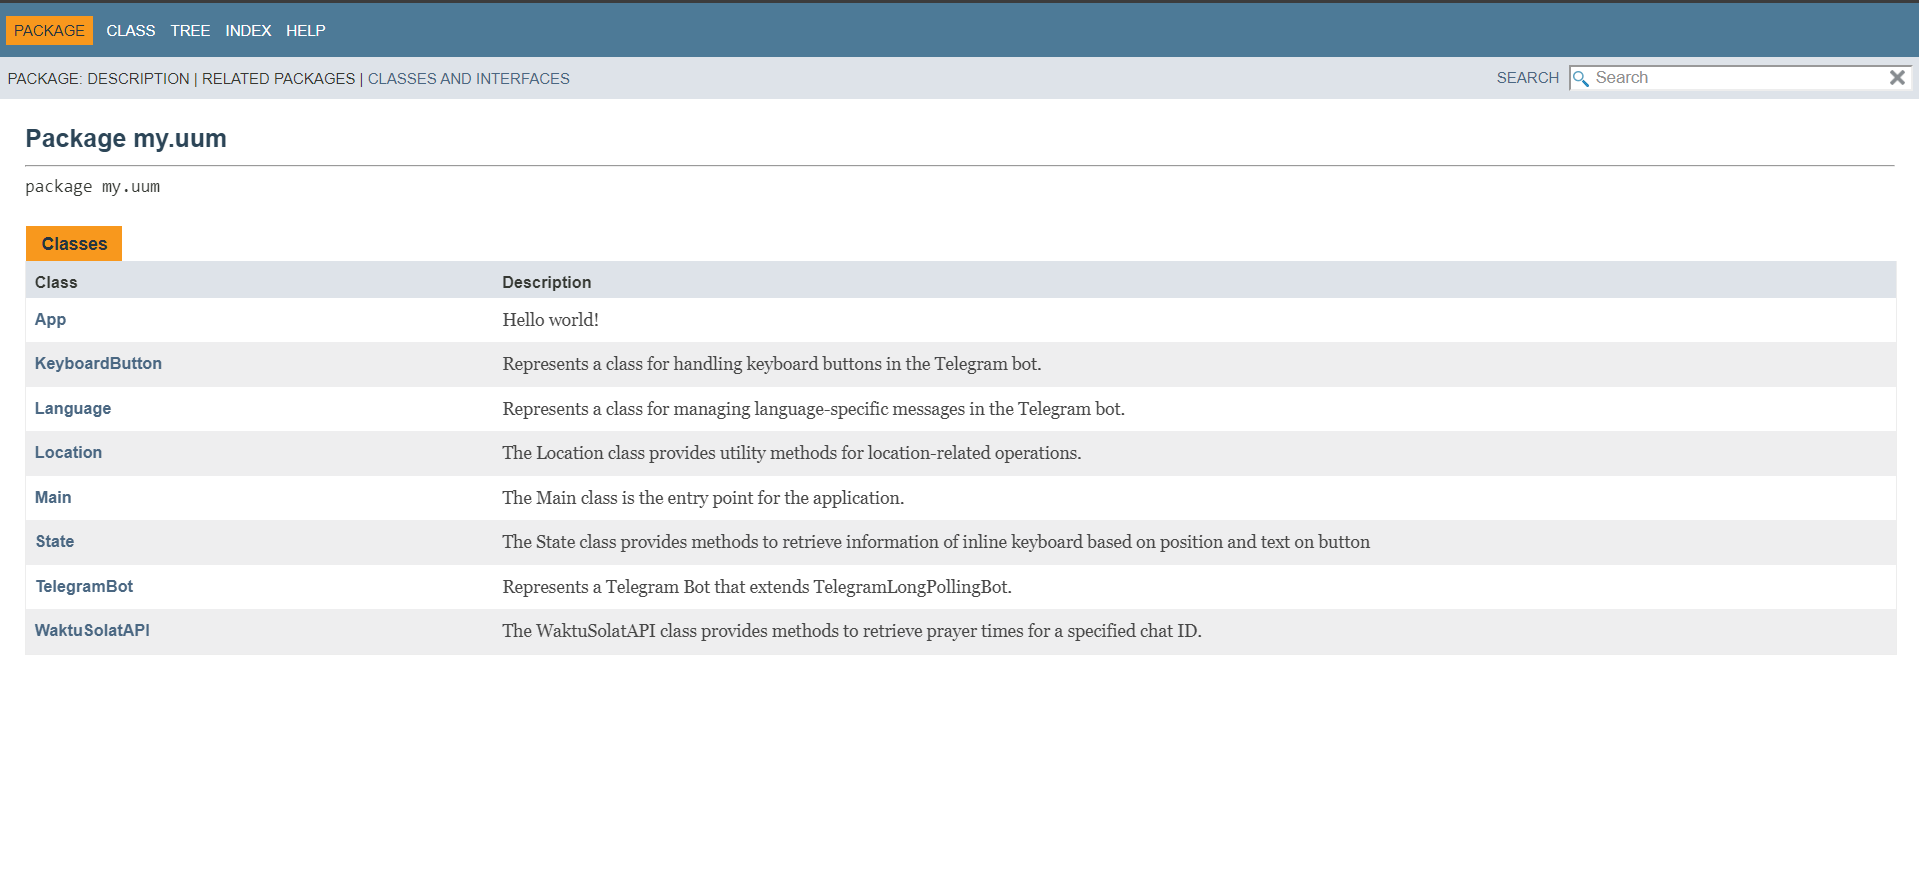 PACKAGE CLASS TREE INDEX HELP
PACKAGE: DESCRIPTION | RELATED PACKAGES | CLASSES AND INTERFACES SEARCH Search
Package my.uum
package my.uum
Classes
Class Description
App Hello world!
KeyboardButton Represents a class for handling keyboard buttons in the Telegram bot.
Language Represents a class for managing language-specific messages in the Telegram bot.
Location The Location class provides utility methods for location-related operations.
Main The Main class is the entry point for the application.
State The State class provides methods to retrieve information of inline keyboard based on position and text on button
TelegramBot Represents a Telegram Bot that extends TelegramLongPollingBot.
WaktuSolatAPI The WaktuSolatAPI class provides methods to retrieve prayer times for a specified chat ID.